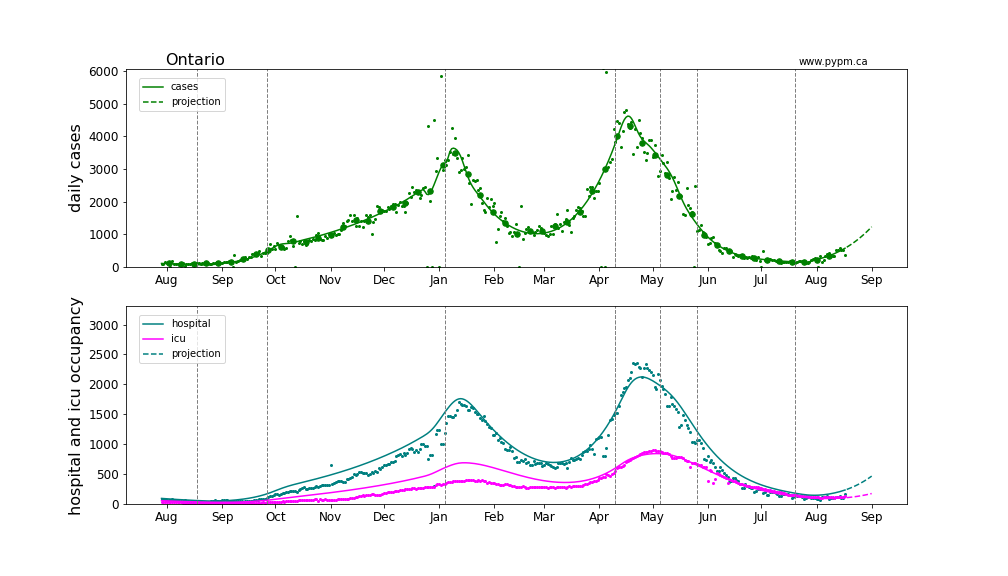 Ontario
www.pypm.ca
daily cases
6000
5000
4000
3000
2000
1000
0
cases
projection
Aug Sep Oct Nov Dec Jan Feb Mar Apr May Jun Jul Aug Sep
hospital and icu occupancy
3000
2500
2000
1500
1000
500
0
hospital
icu
projection
Aug Sep Oct Nov Dec Jan Feb Mar Apr May Jun Jul Aug Sep